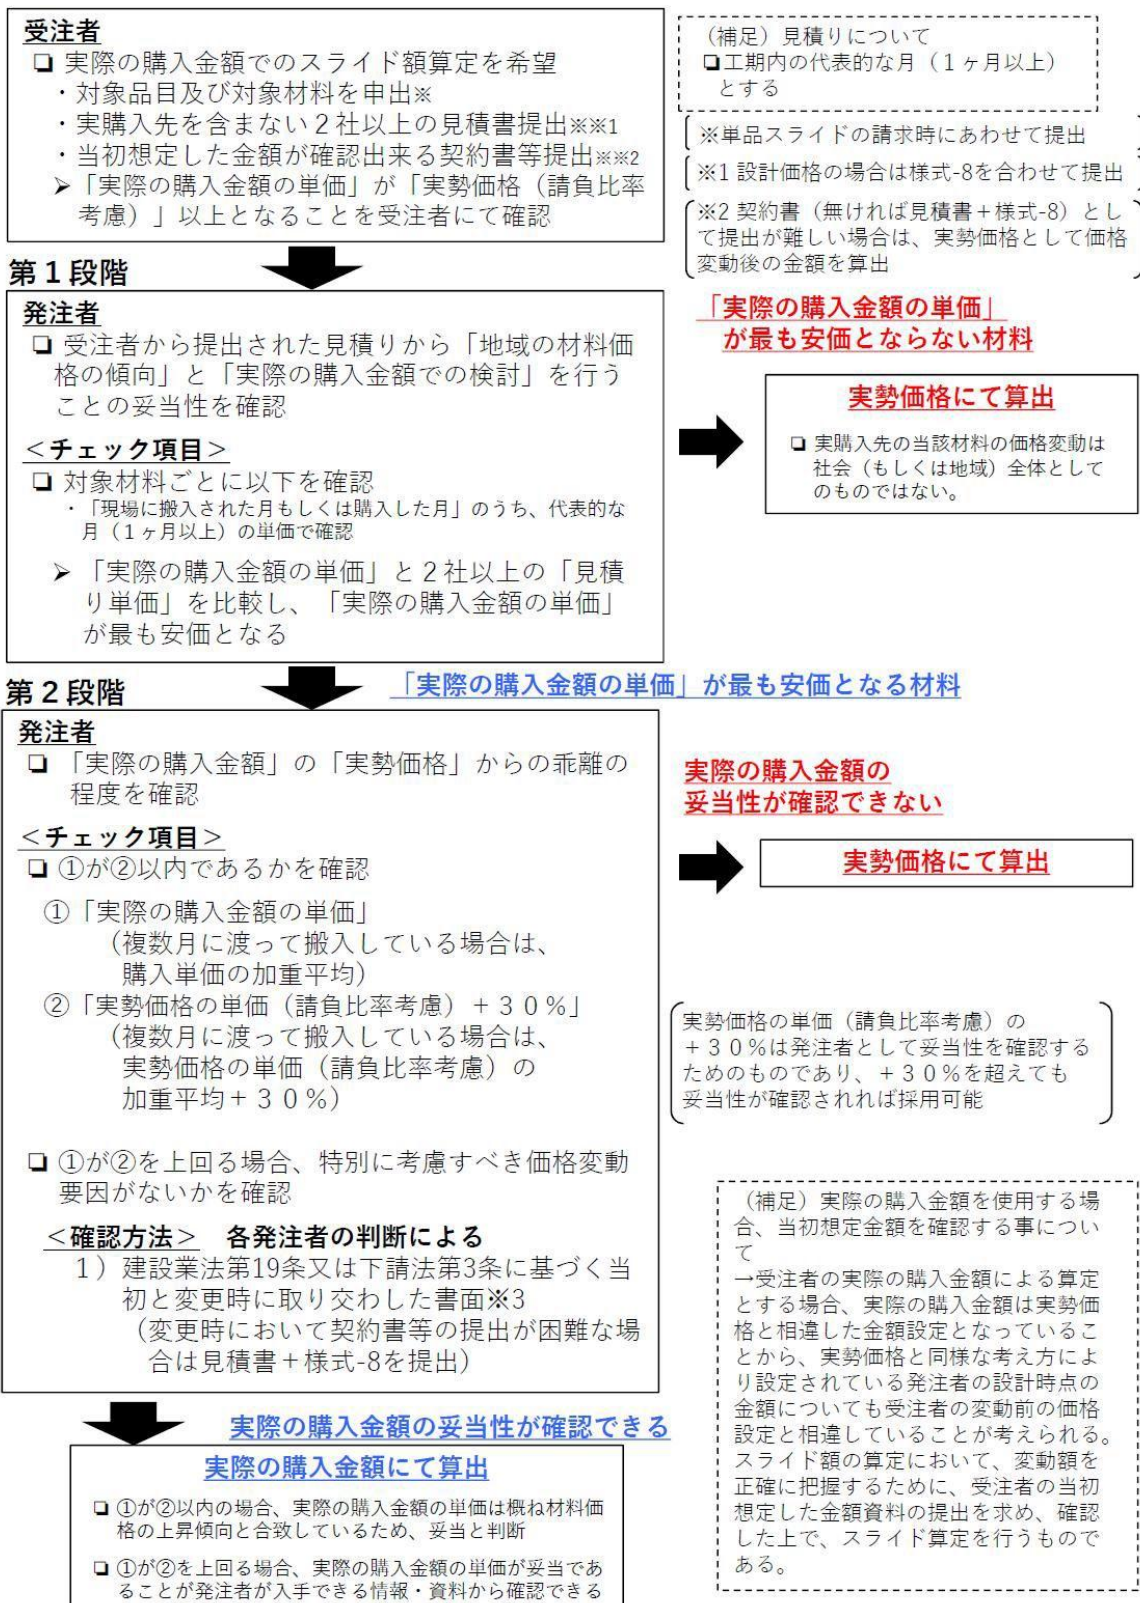 受注者
❏ 実際の購入金額でのスライド額算定を希望
・対象品目及び対象材料を申出※
・実購入先を含まない２社以上の見積書提出※※1
・当初想定した金額が確認出来る契約書等提出※※2
➢「実際の購入金額の単価」が「実勢価格（請負比率
考慮）」以上となることを受注者にて確認
（補足）見積りについて
❏工期内の代表的な月（１ヶ月以上）
とする
※単品スライドの請求時にあわせて提出
※1 設計価格の場合は様式-8を合わせて提出
※2 契約書（無ければ見積書＋様式-8）とし
て提出が難しい場合は、実勢価格として価格
変動後の金額を算出
第１段階
発注者
❏ 受注者から提出された見積りから「地域の材料価
格の傾向」と「実際の購入金額での検討」を行う
ことの妥当性を確認
＜チェック項目＞
❏ 対象材料ごとに以下を確認
・「現場に搬入された月もしくは購入した月」のうち、代表的な
月（１ヶ月以上）の単価で確認
➢ 「実際の購入金額の単価」と２社以上の「見積
り単価」を比較し、「実際の購入金額の単価」
が最も安価となる
「実際の購入金額の単価」
が最も安価とならない材料
実勢価格にて算出
❏ 実購入先の当該材料の価格変動は
社会（もしくは地域）全体として
のものではない。
第２段階
「実際の購入金額の単価」が最も安価となる材料
発注者
❏ 「実際の購入金額」の「実勢価格」からの乖離の
程度を確認
＜チェック項目＞
❏ ①が②以内であるかを確認
①「実際の購入金額の単価」
（複数月に渡って搬入している場合は、
購入単価の加重平均）
②「実勢価格の単価（請負比率考慮）＋３０％」
（複数月に渡って搬入している場合は、
実勢価格の単価（請負比率考慮）の
加重平均＋３０％）
❏ ①が②を上回る場合、特別に考慮すべき価格変動
要因がないかを確認
＜確認方法＞　各発注者の判断による
１）建設業法第19条又は下請法第3条に基づく当
初と変更時に取り交わした書面※3
（変更時において契約書等の提出が困難な場
合は見積書＋様式-8を提出）
実際の購入金額の
妥当性が確認できない
実勢価格にて算出
実勢価格の単価（請負比率考慮）の
＋３０％は発注者として妥当性を確認する
ためのものであり、＋３０％を超えても
妥当性が確認されれば採用可能
（補足）実際の購入金額を使用する場
合、当初想定金額を確認する事につい
て
→受注者の実際の購入金額による算定
とする場合、実際の購入金額は実勢価
格と相違した金額設定となっているこ
とから、実勢価格と同様な考え方によ
り設定されている発注者の設計時点の
金額についても受注者の変動前の価格
設定と相違していることが考えられる。
スライド額の算定において、変動額を
正確に把握するために、受注者の当初
想定した金額資料の提出を求め、確認
した上で、スライド算定を行うもので
ある。
実際の購入金額の妥当性が確認できる
実際の購入金額にて算出
❏ ①が②以内の場合、実際の購入金額の単価は概ね材料価
格の上昇傾向と合致しているため、妥当と判断
❏ ①が②を上回る場合、実際の購入金額の単価が妥当であ
ることが発注者が入手できる情報・資料から確認できる